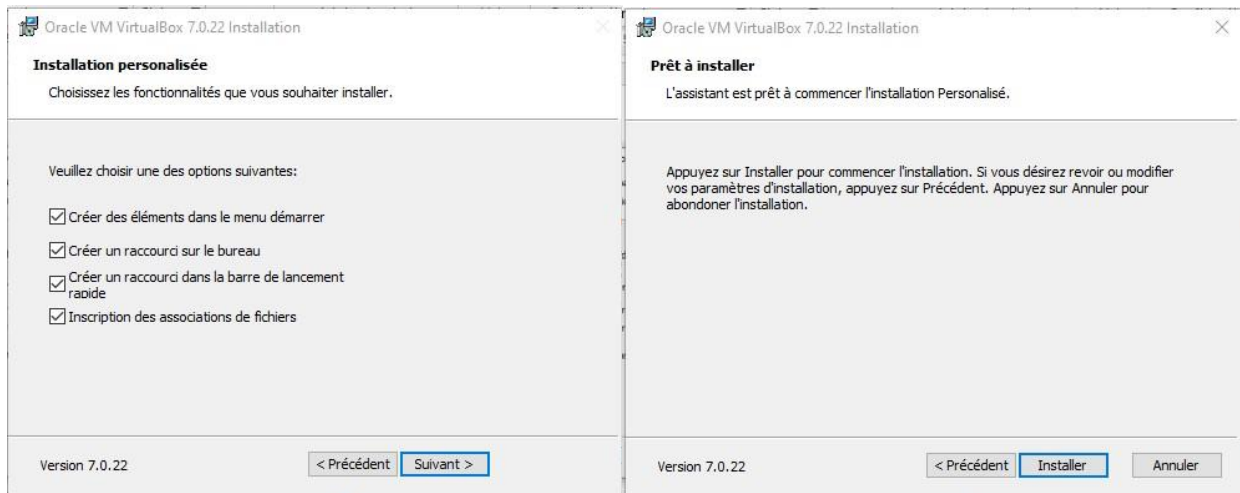 Oracle VM VirtualBox 7.0.22 Installation
Installation personalisée
Choisissez les fonctionnalités que vous souhaiter installer.
Veuillez choisir une des options suivantes:
Créer des éléments dans le menu démarrer
Créer un raccourci sur le bureau
Créer un raccourci dans la barre de lancement
rapide
Inscription des associations de fichiers
Version 7.0.22
< Précédent
Suivant >
Oracle VM VirtualBox 7.0.22 Installation
Prêt à installer
L'assistant est prêt à commencer l'installation Personalisé.
Appuyez sur Installer pour commencer l'installation. Si vous désirez revoir ou modifier
vos paramètres d'installation, appuyez sur Précédent. Appuyez sur Annuler pour
abondoner l'installation.
Version 7.0.22
< Précédent
Installer
Annuler